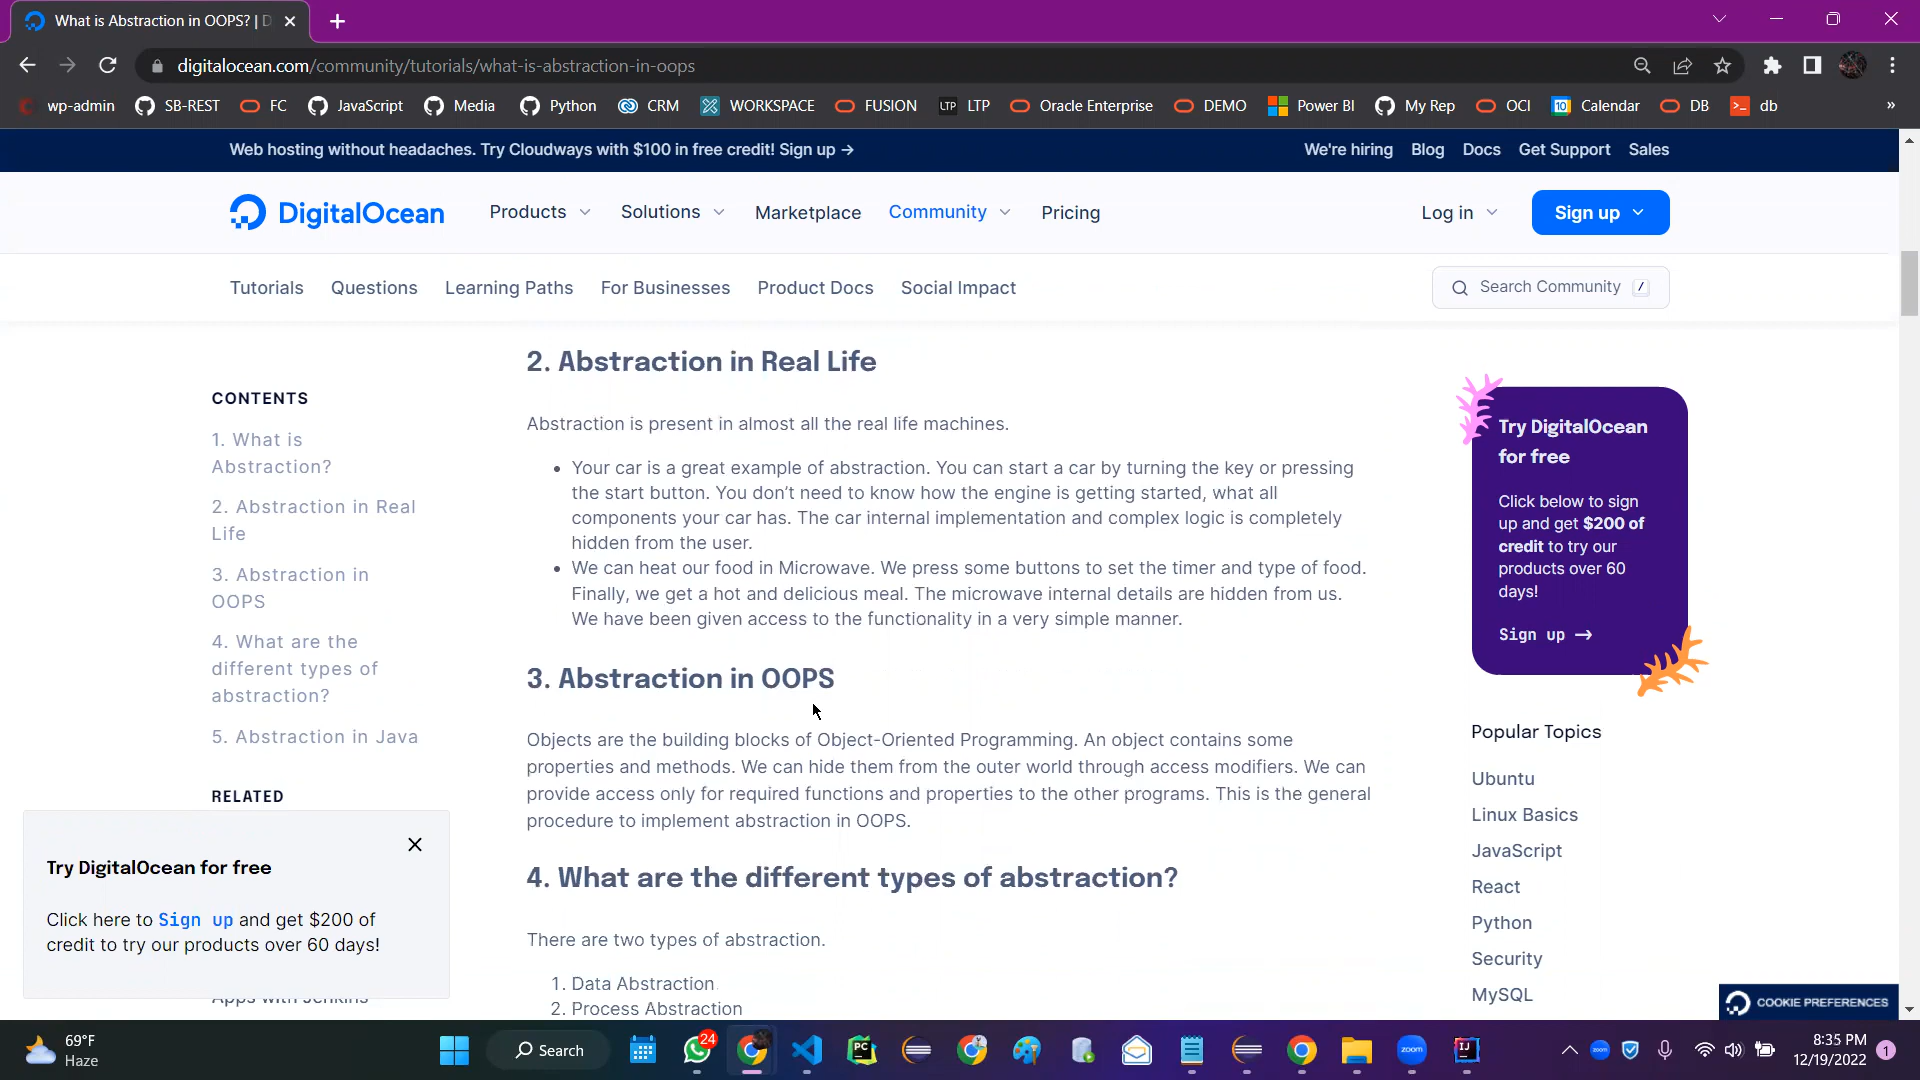 What is Abstraction in OOPS? | D
digitalocean.com/community/tutorials/what-is-abstraction-in-oops
wp-admin SB-REST FC JavaScript Media Python CRM WORKSPACE FUSION LTP LTP Oracle Enterprise DEMO Power BI My Rep OCI 10 Calendar DB db »
Web hosting without headaches. Try Cloudways with $100 in free credit! Sign up → We're hiring Blog Docs Get Support Sales
DigitalOcean Products Solutions Marketplace Community Pricing Log in Sign up
Tutorials Questions Learning Paths For Businesses Product Docs Social Impact Search Community /
CONTENTS
1. What is
Abstraction?
2. Abstraction in Real
Life
3. Abstraction in
OOPS
4. What are the
different types of
abstraction?
5. Abstraction in Java
RELATED
Apps with Jenkins
Try DigitalOcean for free
Click here to Sign up and get $200 of
credit to try our products over 60 days!
2. Abstraction in Real Life
Abstraction is present in almost all the real life machines.
• Your car is a great example of abstraction. You can start a car by turning the key or pressing
the start button. You don’t need to know how the engine is getting started, what all
components your car has. The car internal implementation and complex logic is completely
hidden from the user.
• We can heat our food in Microwave. We press some buttons to set the timer and type of food.
Finally, we get a hot and delicious meal. The microwave internal details are hidden from us.
We have been given access to the functionality in a very simple manner.
3. Abstraction in OOPS
Objects are the building blocks of Object-Oriented Programming. An object contains some
properties and methods. We can hide them from the outer world through access modifiers. We can
provide access only for required functions and properties to the other programs. This is the general
procedure to implement abstraction in OOPS.
4. What are the different types of abstraction?
There are two types of abstraction.
1. Data Abstraction
2. Process Abstraction
Try DigitalOcean
for free
Click below to sign
up and get $200 of
credit to try our
products over 60
days!
Sign up →
Popular Topics
Ubuntu
Linux Basics
JavaScript
React
Python
Security
MySQL
COOKIE PREFERENCES
69°F
Haze
Search
24
PC
zoom
IJ
zoom
8:35 PM
12/19/2022
1